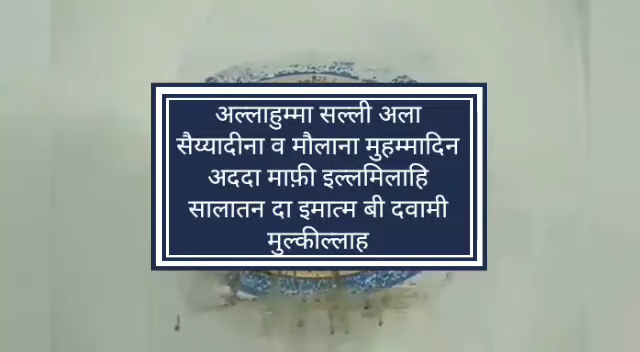 अल्लाहुम्मा सल्ली अला
सैय्यादीना व मौलाना मुहम्मादिन
अददा माफ़ी इल्लमिलाहि
सालातन दा इमात्म बी दवामी
मुल्कील्लाह